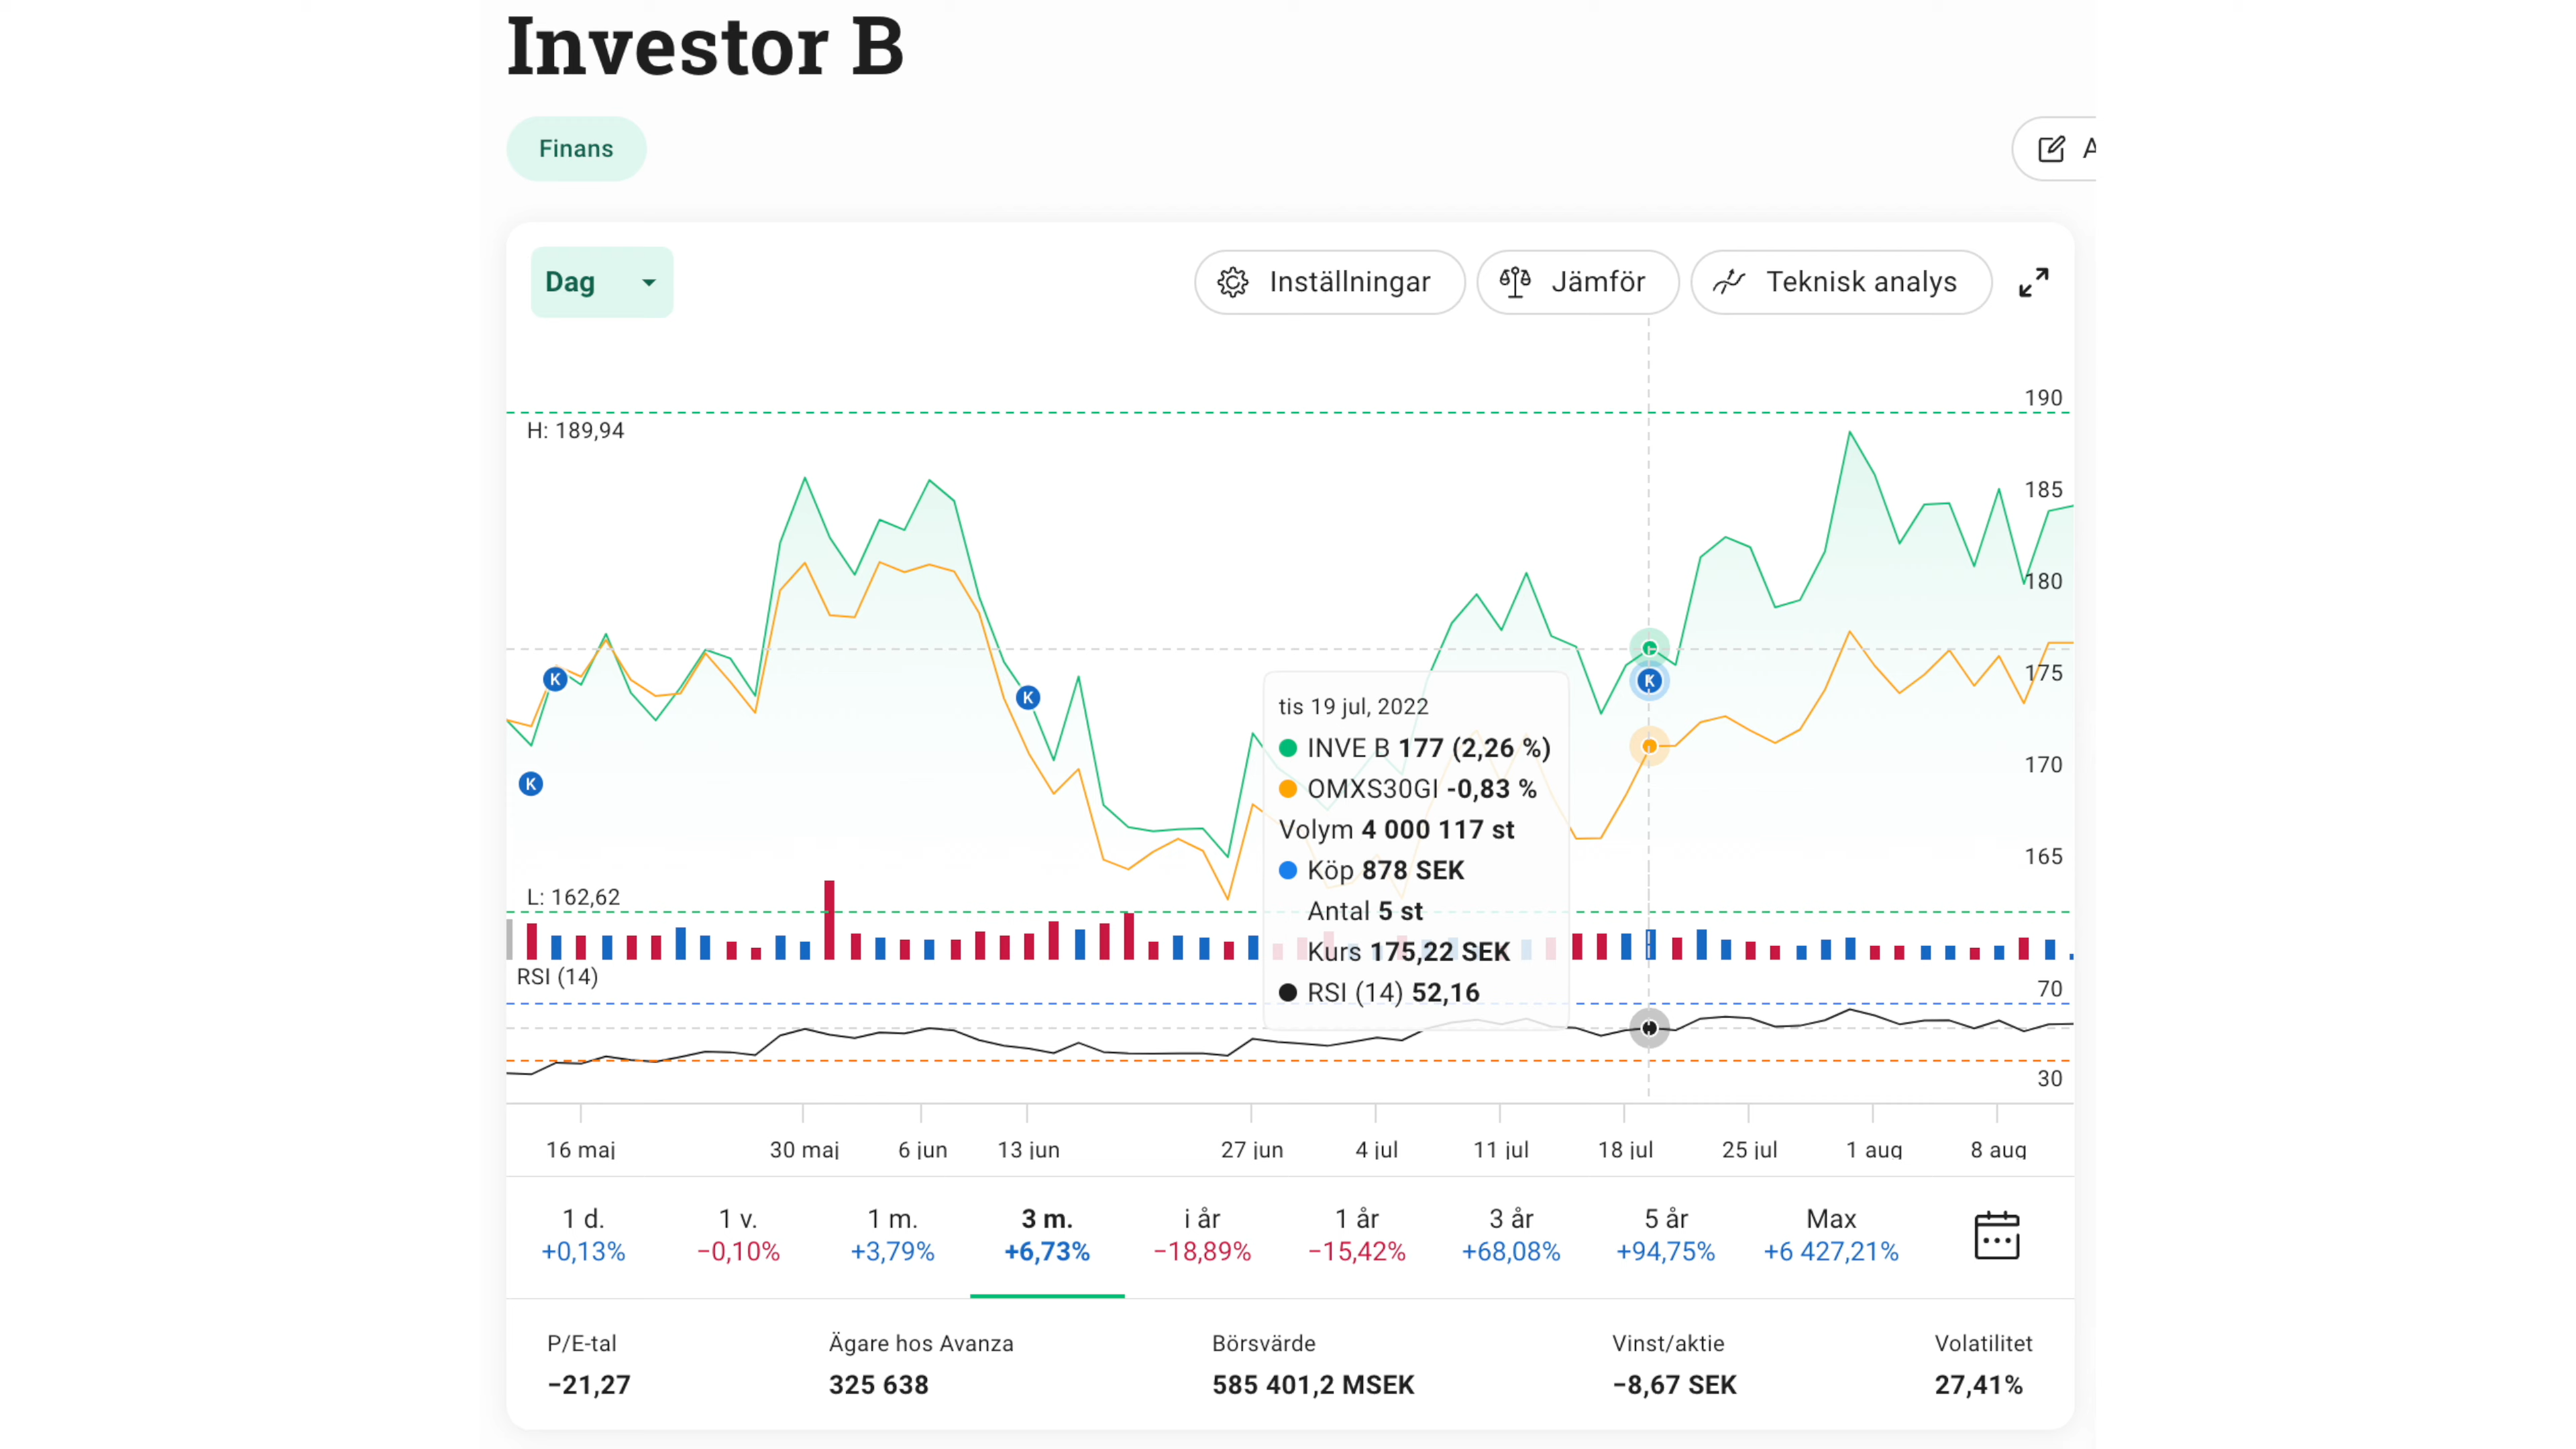 Investor B
Finans
A
Dag
Inställningar
Jämför
Teknisk analys
190
H: 189,94
185
180
K
K
K
K
175
tis 19 jul, 2022
INVE B 177 (2,26 %)
OMXS30GI -0,83 %
170
Volym 4 000 117 st
165
Köp 878 SEK
L: 162,62
Antal 5 st
Kurs 175,22 SEK
RSI (14)
RSI (14) 52,16
70
30
16 maj
30 maj
6 jun
13 jun
27 jun
4 jul
11 jul
18 jul
25 jul
1 aug
8 aug
1 d.
1 v.
1 m.
3 m.
i år
1 år
3 år
5 år
Max
+0,13%
−0,10%
+3,79%
+6,73%
−18,89%
−15,42%
+68,08%
+94,75%
+6 427,21%
P/E-tal
Ägare hos Avanza
Börsvärde
Vinst/aktie
Volatilitet
−21,27
325 638
585 401,2 MSEK
−8,67 SEK
27,41%